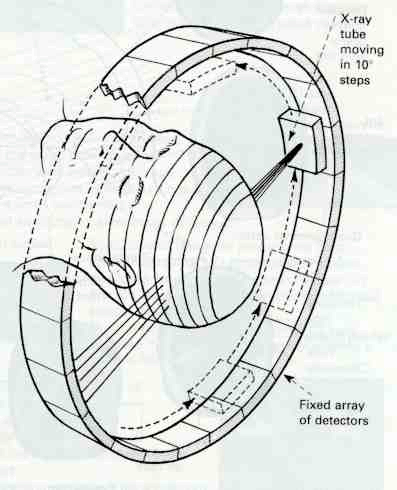 X-ray
tube
moving
in 10°
steps
Fixed array
of detectors